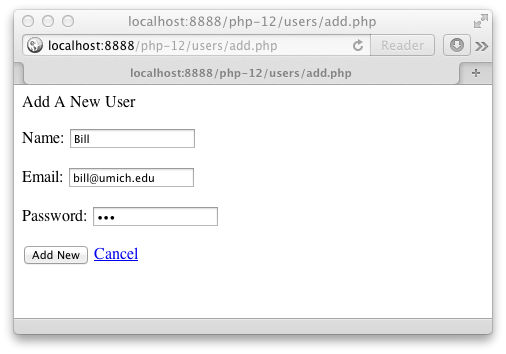 localhost:8888/php-12/users/add.php
localhost:8888/php-12/users/add.php Reader
localhost:8888/php-12/users/add.php
Add A New User
Name: Bill
Email: bill@umich.edu
Password: •••
Add New Cancel